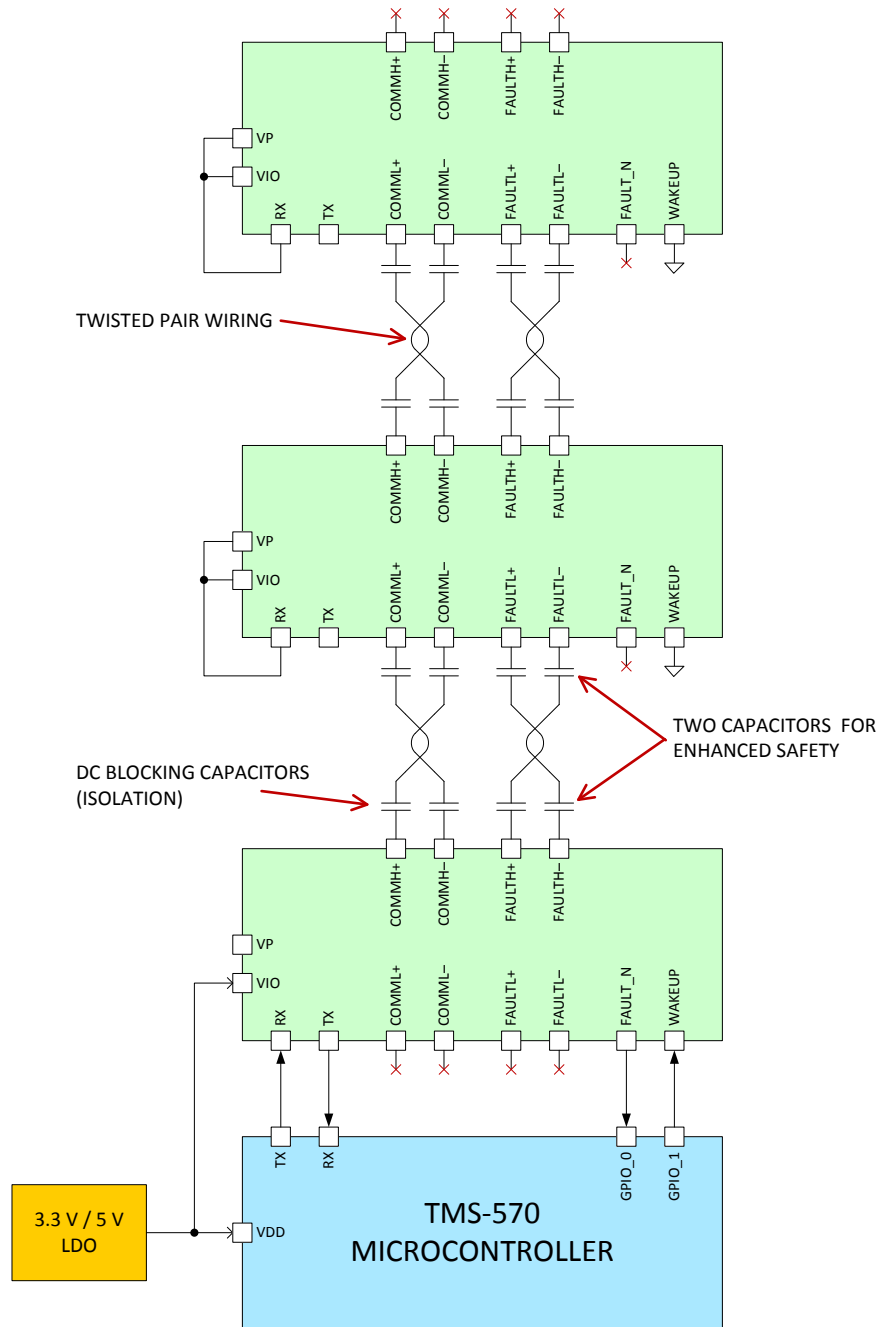 COMMH+
COMMH–
FAULTH+
FAULTH–
VP
VIO
RX
TX
COMML+
COMML–
FAULTL+
FAULTL–
FAULT_N
WAKEUP
TWISTED PAIR WIRING
COMMH+
COMMH–
FAULTH+
FAULTH–
VP
VIO
RX
TX
COMML+
COMML–
FAULTL+
FAULTL–
FAULT_N
WAKEUP
TWO CAPACITORS FOR
ENHANCED SAFETY
DC BLOCKING CAPACITORS
(ISOLATION)
COMMH+
COMMH–
FAULTH+
FAULTH–
VP
VIO
RX
TX
COMML+
COMML–
FAULTL+
FAULTL–
FAULT_N
WAKEUP
TX
RX
GPIO_0
GPIO_1
3.3 V / 5 V
LDO
VDD
TMS-570
MICROCONTROLLER